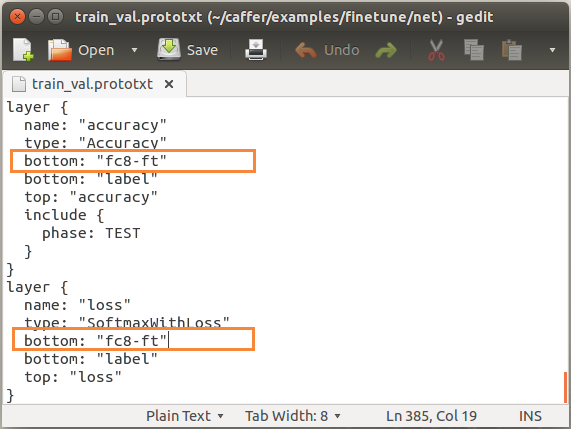 train_val.prototxt (~/caffer/examples/finetune/net) - gedit
Open Save Undo
train_val.prototxt
layer {
  name: "accuracy"
  type: "Accuracy"
  bottom: "fc8-ft"
  bottom: "label"
  top: "accuracy"
  include {
    phase: TEST
  }
}
layer {
  name: "loss"
  type: "SoftmaxWithLoss"
  bottom: "fc8-ft"
  bottom: "label"
  top: "loss"
}
Plain Text Tab Width: 8 Ln 385, Col 19 INS